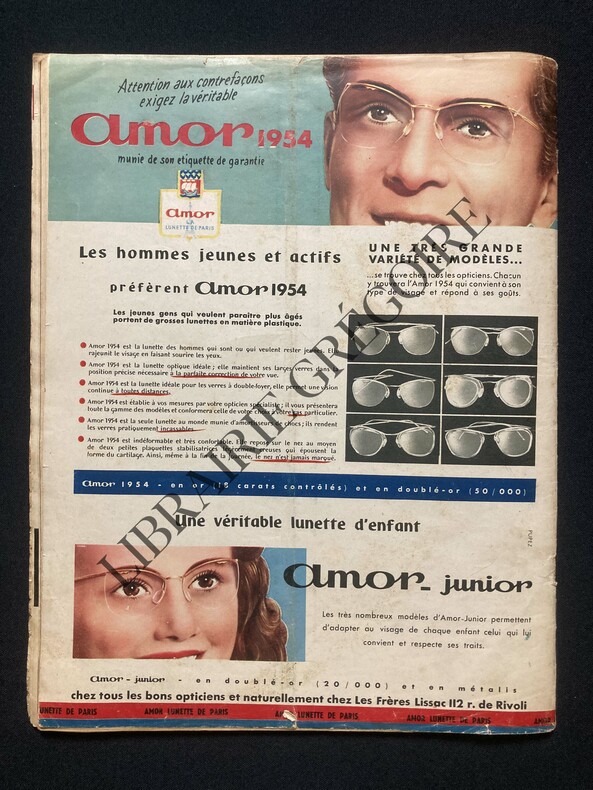 Attention aux contrefaçons
exigez la véritable
amor 1954
munie de son etiquette de garantie
amor
LA
LUNETTE DE PARIS
Les hommes jeunes et actifs
préfèrent amor 1954
Les jeunes gens qui veulent paraître plus âgés
portent de grosses lunettes en matière plastique.
UNE TRÈS GRANDE
VARIÉTÉ DE MODÈLES...
...se trouve chez tous les opticiens. Chacun
y trouvera l'Amor 1954 qui convient à son
type de visage et répond à ses goûts.
Amor 1954 est la lunette des hommes qui sont ou qui veulent rester jeunes. Elle
rajeunit le visage en faisant sourire les yeux.
Amor 1954 est la lunette optique idéale ; elle maintient ses larges verres dans la
position précise nécessaire à la parfaite correction de votre vue.
Amor 1954 est la lunette idéale pour les verres à double-foyer, elle permet une vision
continue à toutes distances.
Amor 1954 est établie à vos mesures par votre opticien spécialiste ; il vous présentera
toute la gamme des modèles et conformera celle de votre choix à votre cas particulier.
Amor 1954 est la seule lunette au monde munie d'amortisseurs de chocs ; ils rendent
les verres pratiquement incassables.
Amor 1954 est indéformable et très confortable. Elle repose sur le nez au moyen
de deux petites plaquettes stabilisatrices
la forme du cartilage. Ainsi, même à la fin de la journée, le nez n'est jamais marqué.
amor 1954 - en or (18 carats contrôlés) et en doublé-or (50/000)
Une véritable lunette d'enfant
PUPEZ
amor - junior
Les très nombreux modèles d'Amor-Junior permettent
d'adapter au visage de chaque enfant celui qui lui
convient et respecte ses traits.
amor - junior - en doublé-or (20/000) et en métalis
chez tous les bons opticiens et naturellement chez Les Frères Lissac 112 r. de Rivoli
LUNETTE DE PARIS AMOR LUNETTE DE PARIS AMOR LUNETTE DE PARIS AMOR LUNETTE DE PARIS AMOR
LIBRAIRIE GRÉGOIRE